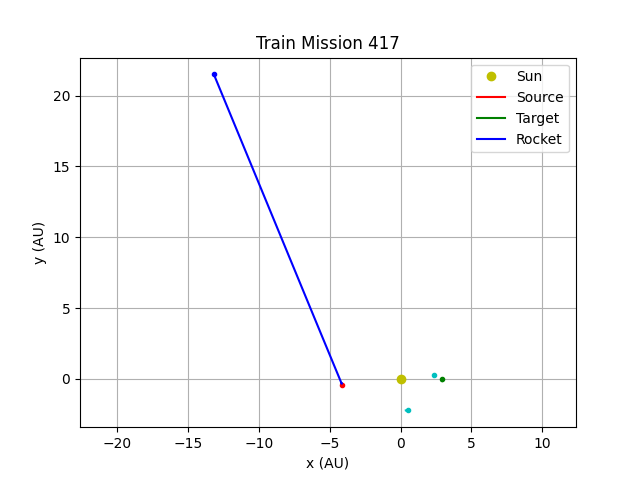 Train Mission 417
Sun
Source
Target
Rocket
20
15
10
5
0
−20
−15
−10
−5
0
5
10
y (AU)
x (AU)